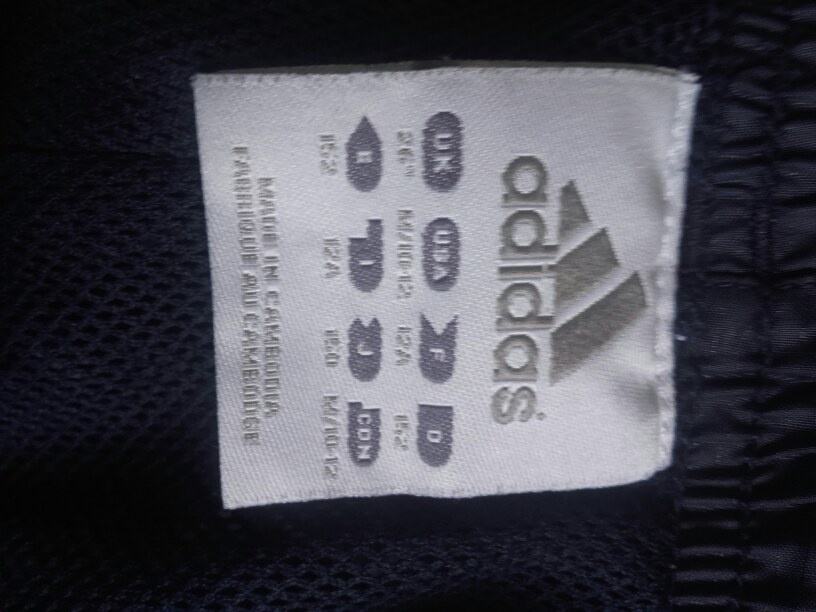 adidas
UK USA F D
M/10-12 12A 152
E I J CDN
152 12A 150 M/10-12
MADE IN CAMBODIA
FABRIQUE AU CAMBODGE